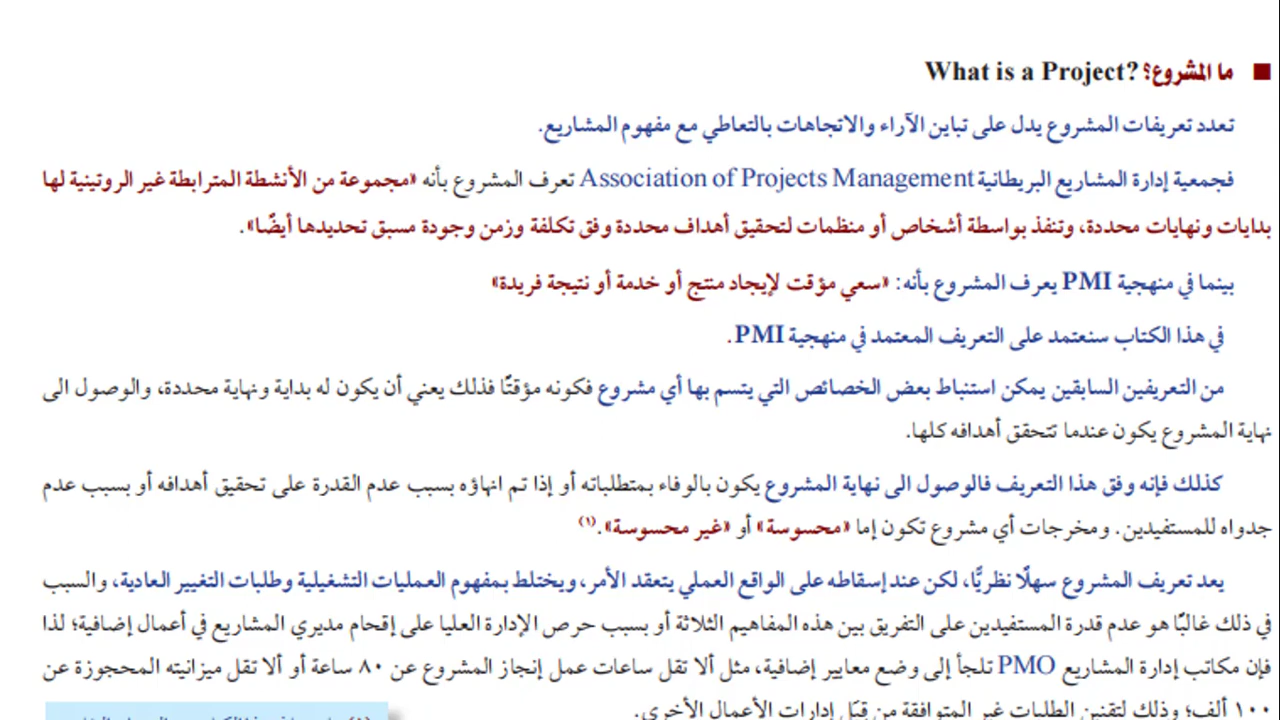 ■ ما المشروع؟ What is a Project?
تعدد تعريفات المشروع يدل على تباين الآراء والاتجاهات بالتعاطي مع مفهوم المشاريع.
فجمعية إدارة المشاريع البريطانية Association of Projects Management تعرف المشروع بأنه «مجموعة من الأنشطة المترابطة غير الروتينية لها
بدايات ونهايات محددة، وتنفذ بواسطة أشخاص أو منظمات لتحقيق أهداف محددة وفق تكلفة وزمن وجودة مسبق تحديدها أيضًا».
بينما في منهجية PMI يعرف المشروع بأنه: «سعي مؤقت لإيجاد منتج أو خدمة أو نتيجة فريدة»
في هذا الكتاب سنعتمد على التعريف المعتمد في منهجية PMI.
من التعريفين السابقين يمكن استنباط بعض الخصائص التي يتسم بها أي مشروع فكونه مؤقتًا فذلك يعني أن يكون له بداية ونهاية محددة، والوصول الى
نهاية المشروع يكون عندما تتحقق أهدافه كلها.
كذلك فإنه وفق هذا التعريف فالوصول الى نهاية المشروع يكون بالوفاء بمتطلباته أو إذا تم انهاؤه بسبب عدم القدرة على تحقيق أهدافه أو بسبب عدم
جدواه للمستفيدين. ومخرجات أي مشروع تكون إما «محسوسة» أو «غير محسوسة».(١)
يعد تعريف المشروع سهلًا نظريًّا، لكن عند إسقاطه على الواقع العملي يتعقد الأمر، ويختلط بمفهوم العمليات التشغيلية وطلبات التغيير العادية، والسبب
في ذلك غالبًا هو عدم قدرة المستفيدين على التفريق بين هذه المفاهيم الثلاثة أو بسبب حرص الإدارة العليا على إقحام مديري المشاريع في أعمال إضافية؛ لذا
فإن مكاتب إدارة المشاريع PMO تلجأ إلى وضع معايير إضافية، مثل ألا تقل ساعات عمل إنجاز المشروع عن ٨٠ ساعة أو ألا تقل ميزانيته المحجوزة عن
١٠٠ ألف؛ وذلك لتقنين الطلبات غير المتوافقة من قبل إدارات الأعمال الأخرى.